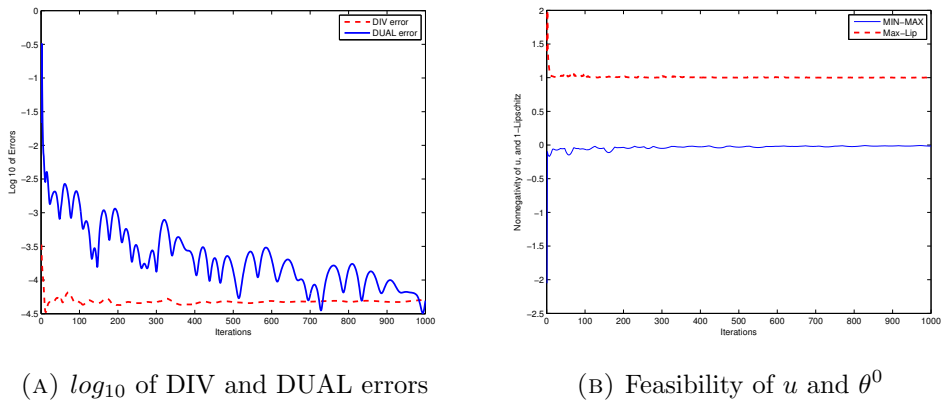 0
-0.5
-1
-1.5
-2
-2.5
-3
-3.5
-4
-4.5
Log 10 of Errors
0 100 200 300 400 500 600 700 800 900 1000
Iterations
DIV error
DUAL error
(A) log10 of DIV and DUAL errors
2
1.5
1
0.5
0
-0.5
-1
-1.5
-2
-2.5
Nonnegativity of u, and 1-Lipschitz
0 100 200 300 400 500 600 700 800 900 1000
Iterations
MIN-MAX
Max-Lip
(B) Feasibility of u and θ⁰